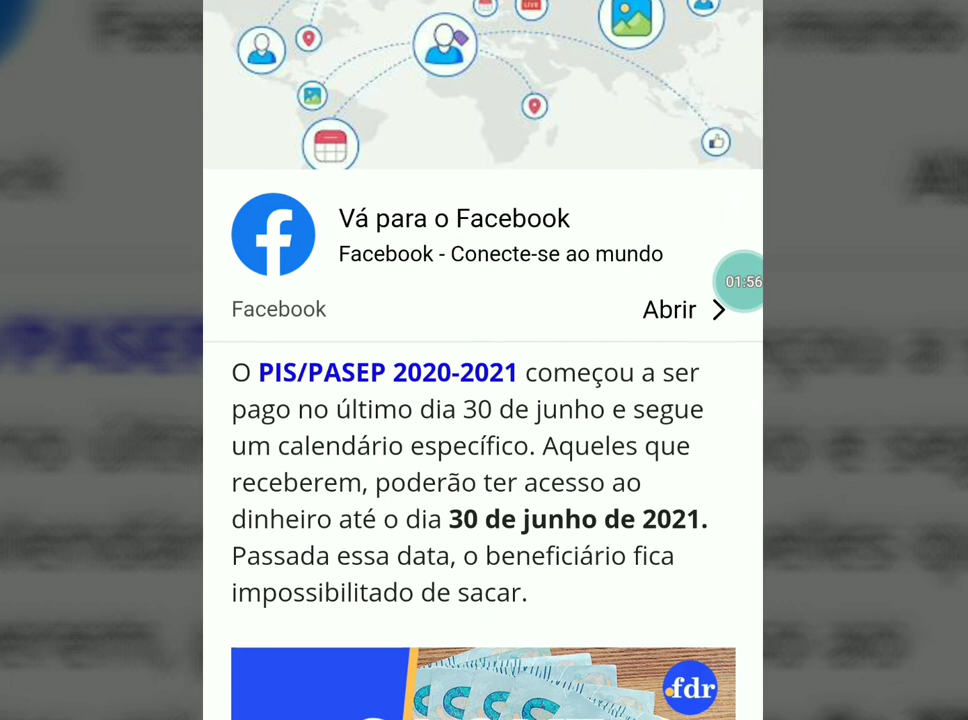 LIVE
Vá para o Facebook
Facebook - Conecte-se ao mundo
01:56
Facebook
Abrir
O PIS/PASEP 2020-2021 começou a ser
pago no último dia 30 de junho e segue
um calendário específico. Aqueles que
receberem, poderão ter acesso ao
dinheiro até o dia 30 de junho de 2021.
Passada essa data, o beneficiário fica
impossibilitado de sacar.
.fdr